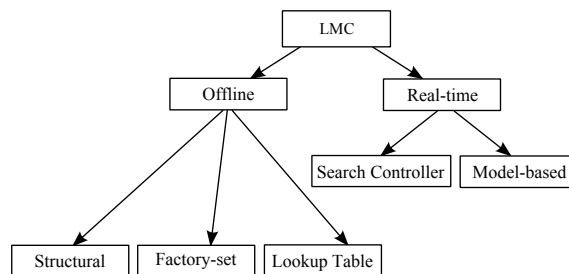 LMC
Offline
Real-time
Search Controller
Model-based
Structural
Factory-set
Lookup Table